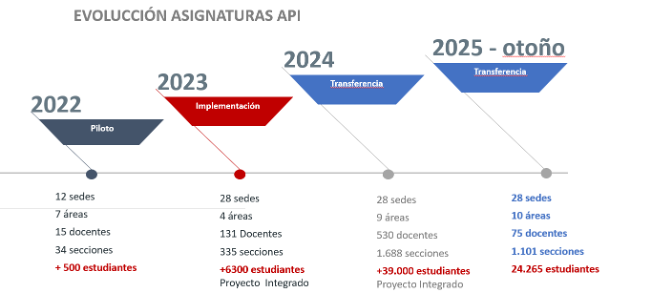 EVOLUCCIÓN ASIGNATURAS API
2022
Piloto
12 sedes
7 áreas
15 docentes
34 secciones
+ 500 estudiantes
2023
Implementación
28 sedes
4 áreas
131 Docentes
335 secciones
+6300 estudiantes
Proyecto Integrado
2024
Transferencia
28 sedes
9 áreas
530 docentes
1.688 secciones
+39.000 estudiantes
Proyecto Integrado
2025 - otoño
Transferencia
28 sedes
10 áreas
75 docentes
1.101 secciones
24.265 estudiantes